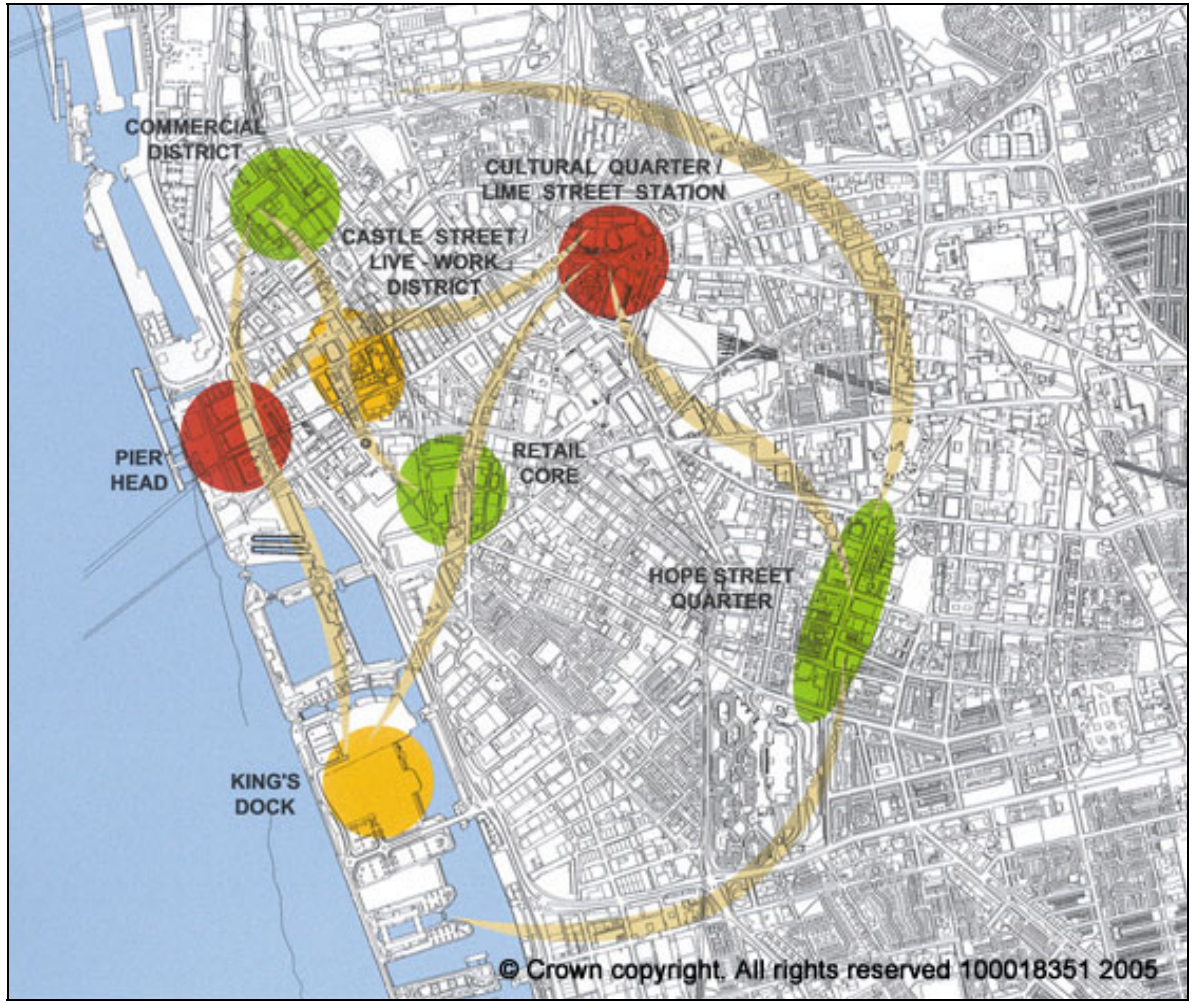 COMMERCIAL
DISTRICT
CULTURAL QUARTER /
LIME STREET STATION
CASTLE STREET /
LIVE - WORK
DISTRICT
PIER
HEAD
RETAIL
CORE
HOPE STREET
QUARTER
KING'S
DOCK
© Crown copyright. All rights reserved 100018351 2005